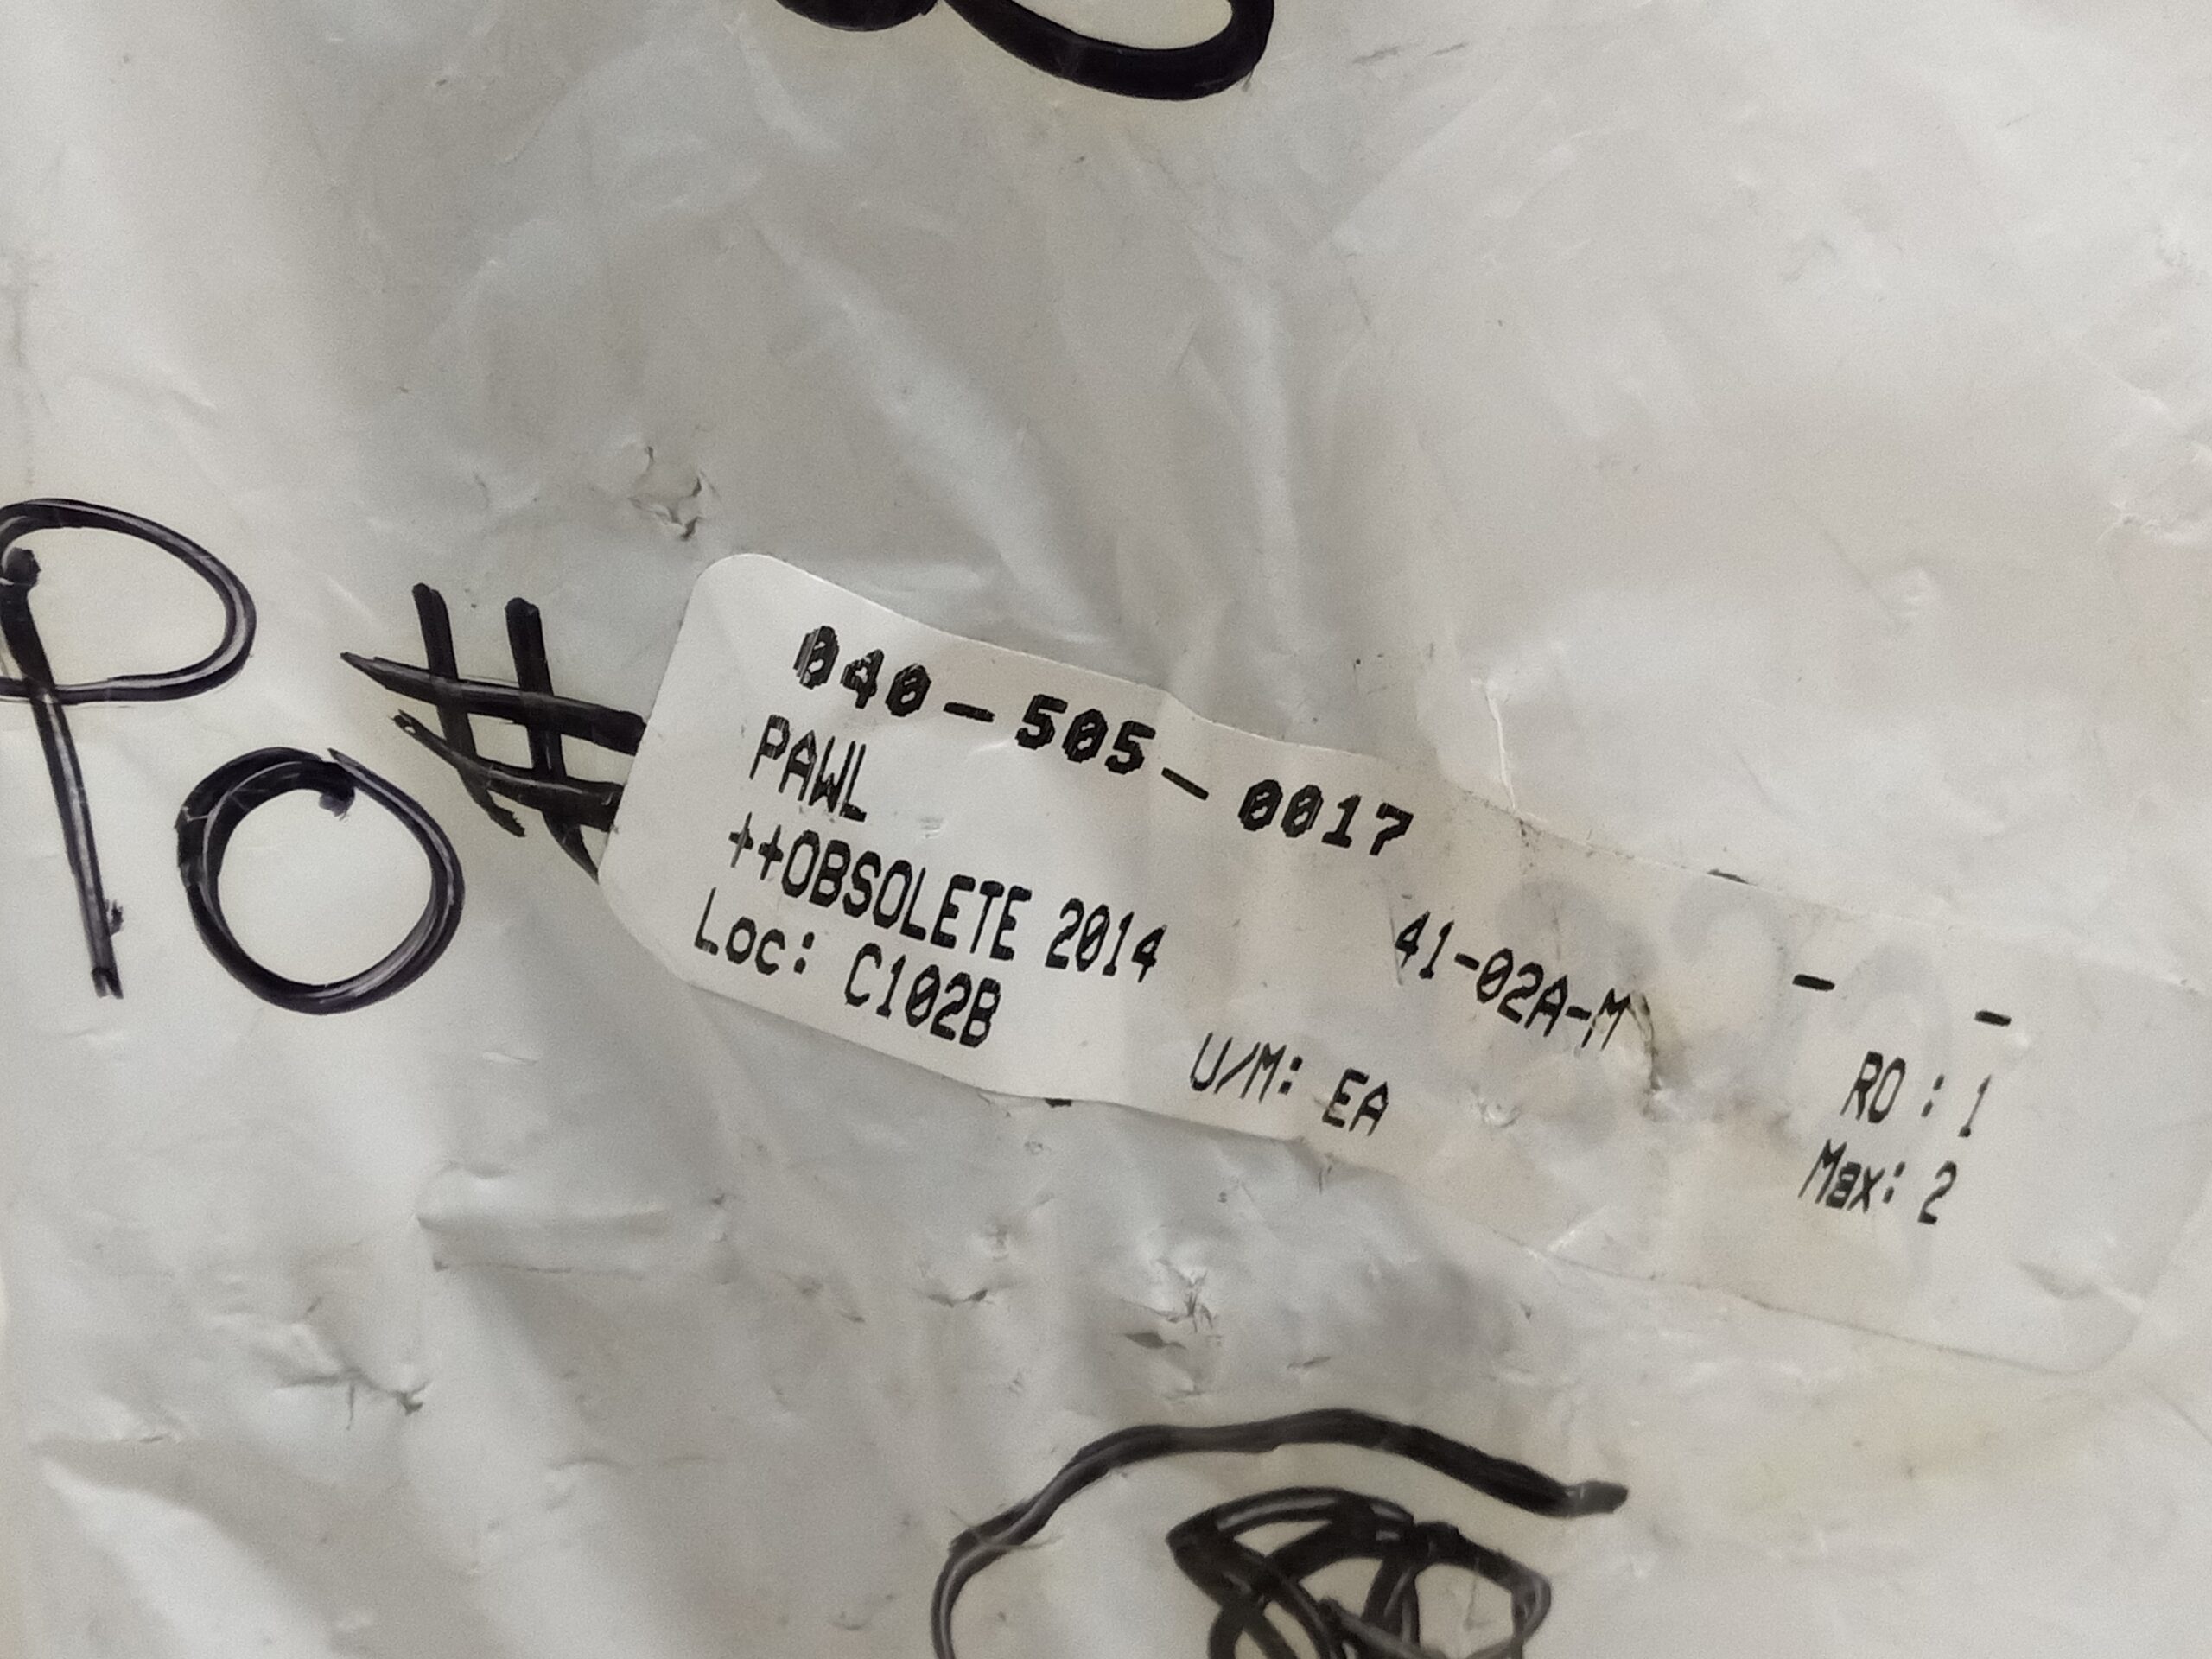 PO#
040-505-0017
PAWL
++OBSOLETE 2014 41-02A-M - -
Loc: C102B U/M: EA RO : 1
Max: 2